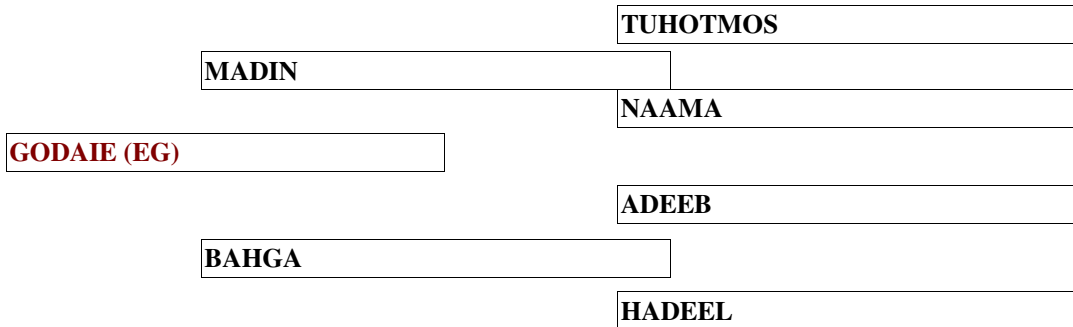 TUHOTMOS
MADIN
NAAMA
GODAIE (EG)
ADEEB
BAHGA
HADEEL